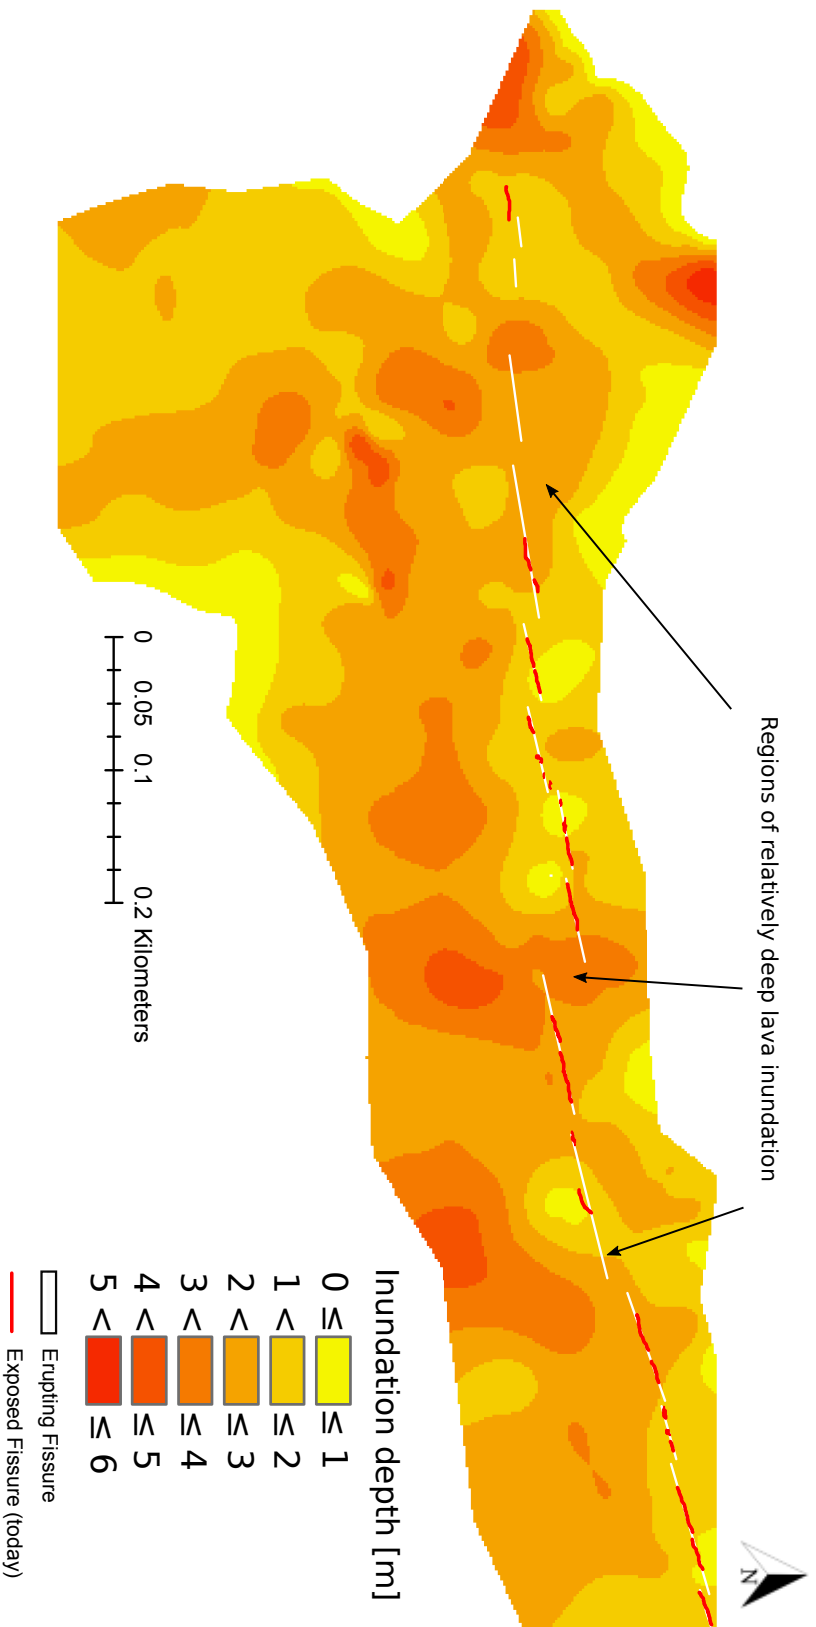 Regions of relatively deep lava inundation
N
0 0.05 0.1 0.2 Kilometers
Inundation depth [m]
0 ≤ ≤ 1
1 < ≤ 2
2 < ≤ 3
3 < ≤ 4
4 < ≤ 5
5 < ≤ 6
Erupting Fissure
Exposed Fissure (today)